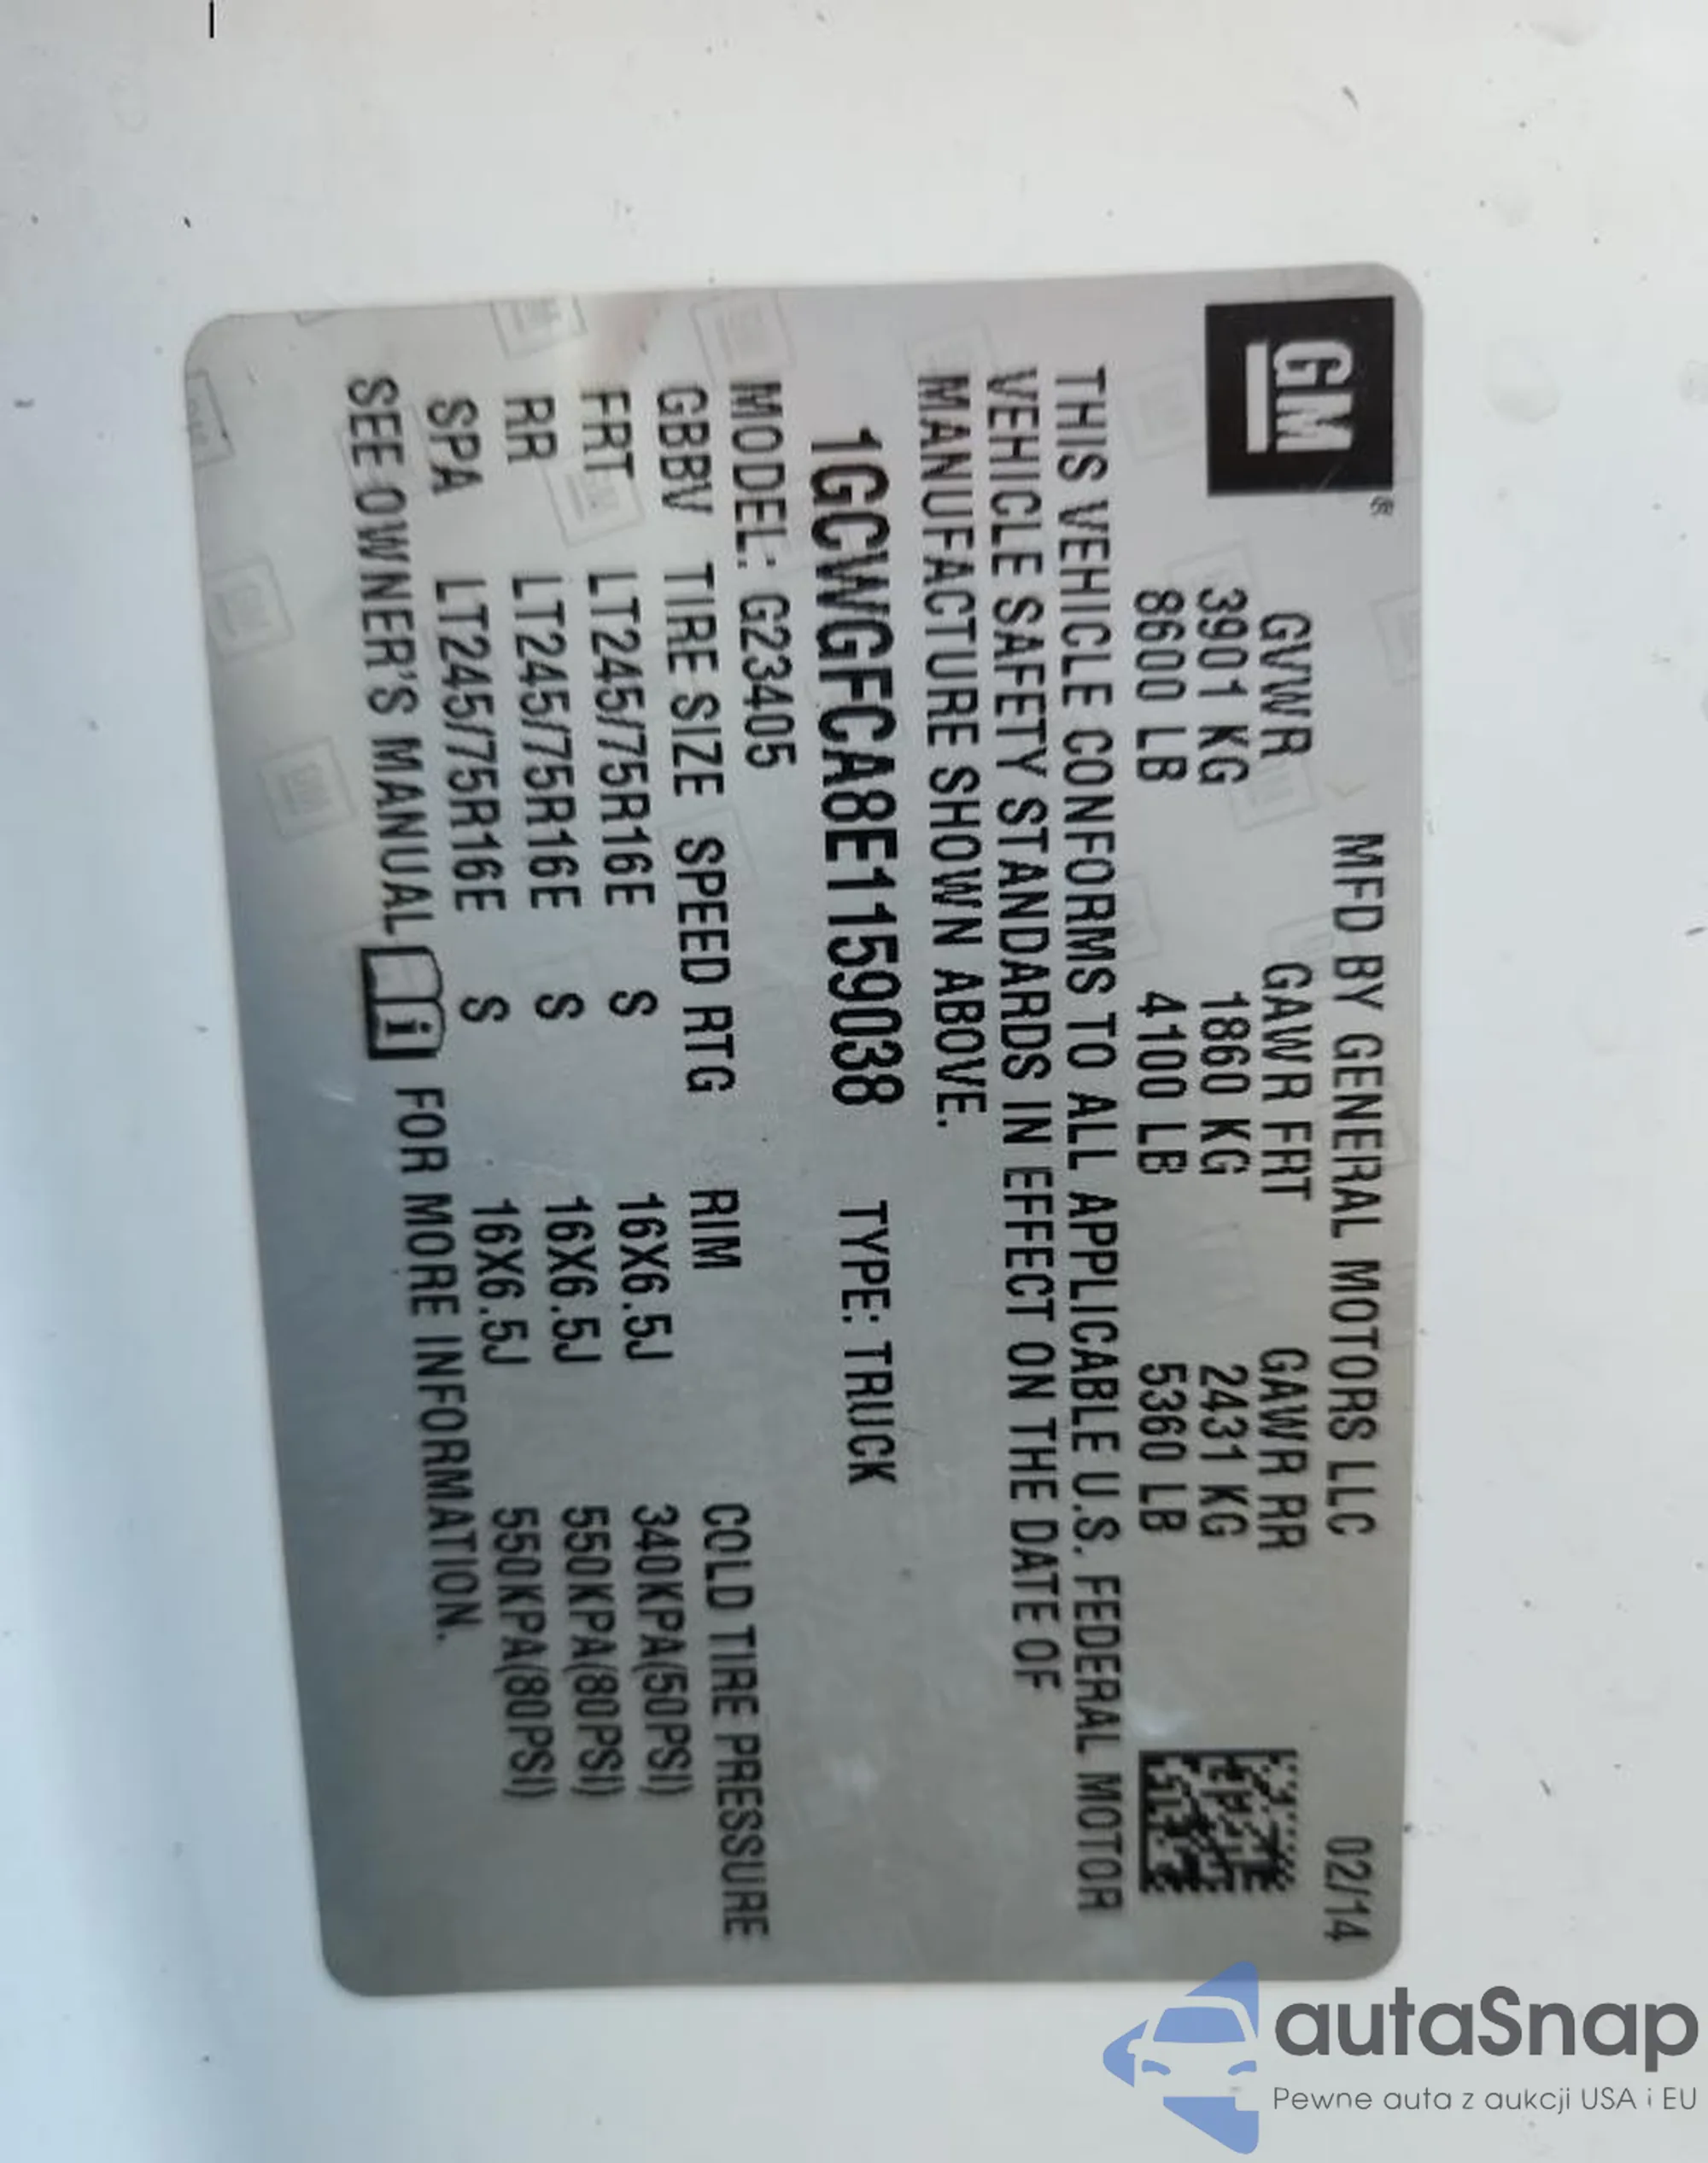 GM
MFD BY GENERAL MOTORS LLC 02/14
GVWR GAWR FRT GAWR RR
3901 KG 1860 KG 2431 KG
8600 LB 4100 LB 5360 LB
THIS VEHICLE CONFORMS TO ALL APPLICABLE U.S. FEDERAL MOTOR
VEHICLE SAFETY STANDARDS IN EFFECT ON THE DATE OF
MANUFACTURE SHOWN ABOVE.
1GCWGFCA8E1159038 TYPE: TRUCK
MODEL: G23405
GBBV TIRE SIZE SPEED RTG RIM COLD TIRE PRESSURE
FRT LT245/75R16E S 16X6.5J 340KPA(50PSI)
RR LT245/75R16E S 16X6.5J 550KPA(80PSI)
SPA LT245/75R16E S 16X6.5J 550KPA(80PSI)
SEE OWNER'S MANUAL i FOR MORE INFORMATION.
autaSnap
Pewne auta z aukcji USA i EU